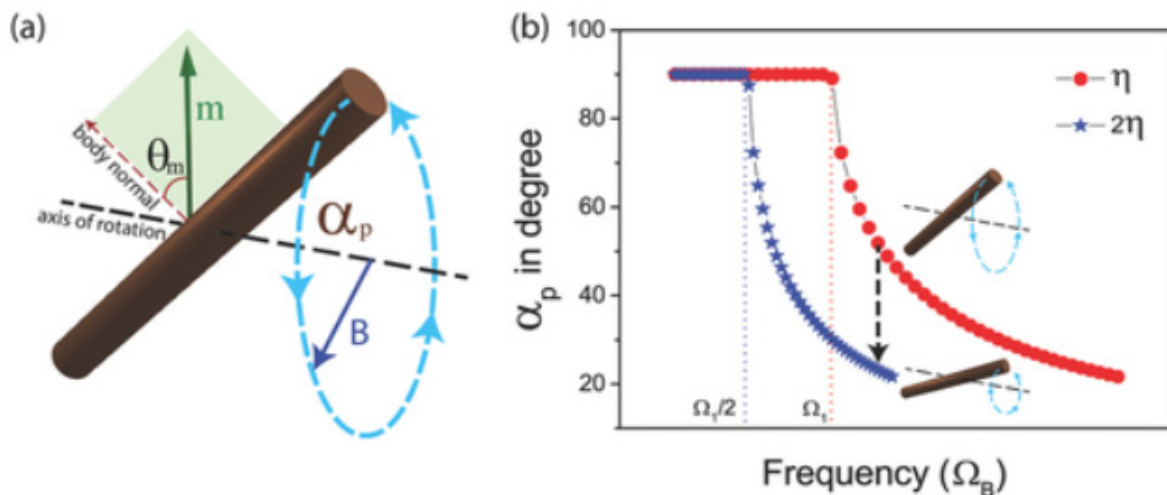 (a)
m
θm
body normal
axis of rotation
αp
B
(b)
αp in degree
100
80
60
40
20
η
2η
Ω1/2
Ω1
Frequency (ΩB)